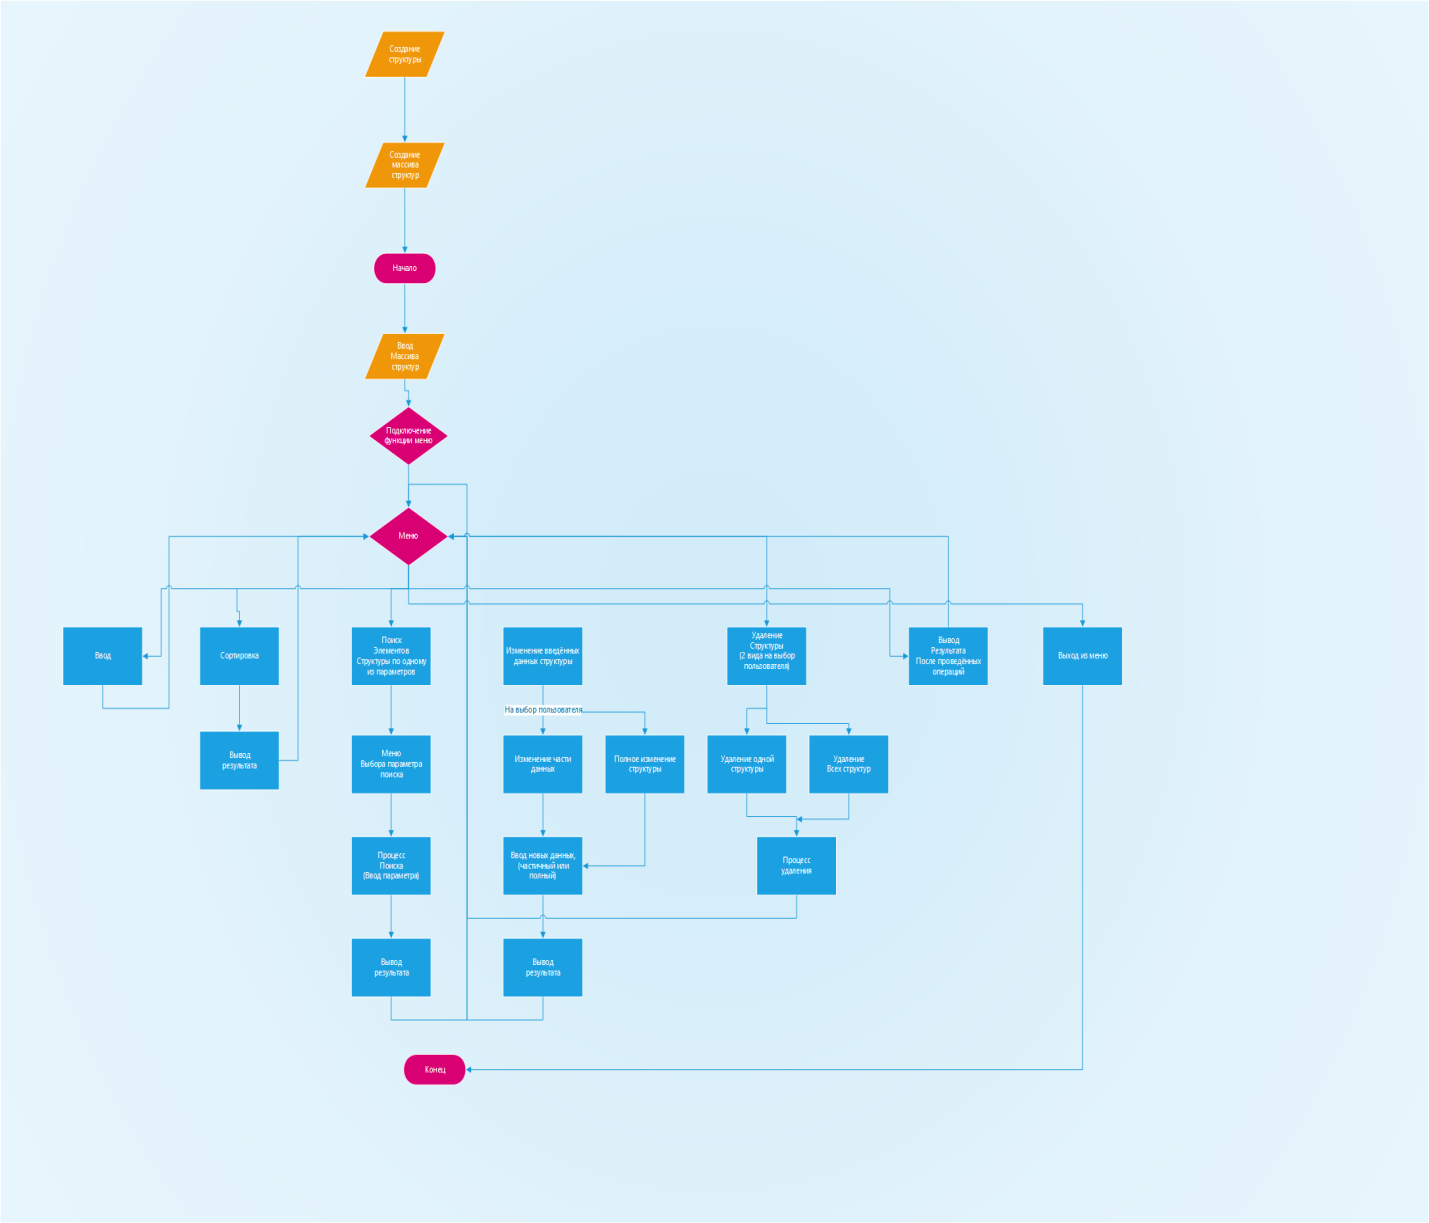 Создание
структуры
Создание
массива
структур
Начало
Ввод
Массива
структур
Подключение
функции меню
Меню
Ввод
Сортировка
Поиск
Элементов
Структуры по одному
из параметров
Изменение введённых
данных структуры
Удаление
Структуры
(2 вида на выбор
пользователя)
Вывод
Результата
После проведённых
операций
Выход из меню
На выбор пользователя
Вывод
результата
Меню
Выбора параметра
поиска
Изменение части
данных
Полное изменение
структуры
Удаление одной
структуры
Удаление
Всех структур
Процесс
Поиска
(Ввод параметра)
Ввод новых данных,
(частичный или
полный)
Процесс
удаления
Вывод
результата
Вывод
результата
Конец